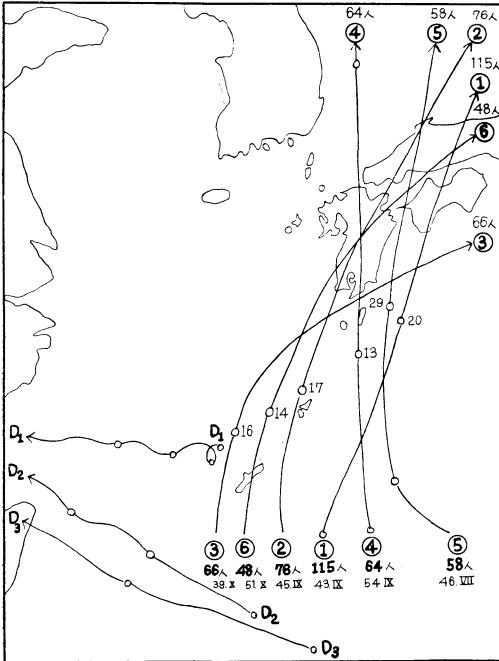 64人 58人 76人
④ ⑤ ②
115人
①
48人
⑥
66人
③
29 20
13
17
16 14
D₁ D₁
D₂
D₃
③ ⑥ ② ① ④ ⑤
66人 48人 76人 115人 64人 58人
39.X 51.X 45.IX 43.IX 54.IX 46.VII
D₂
D₃